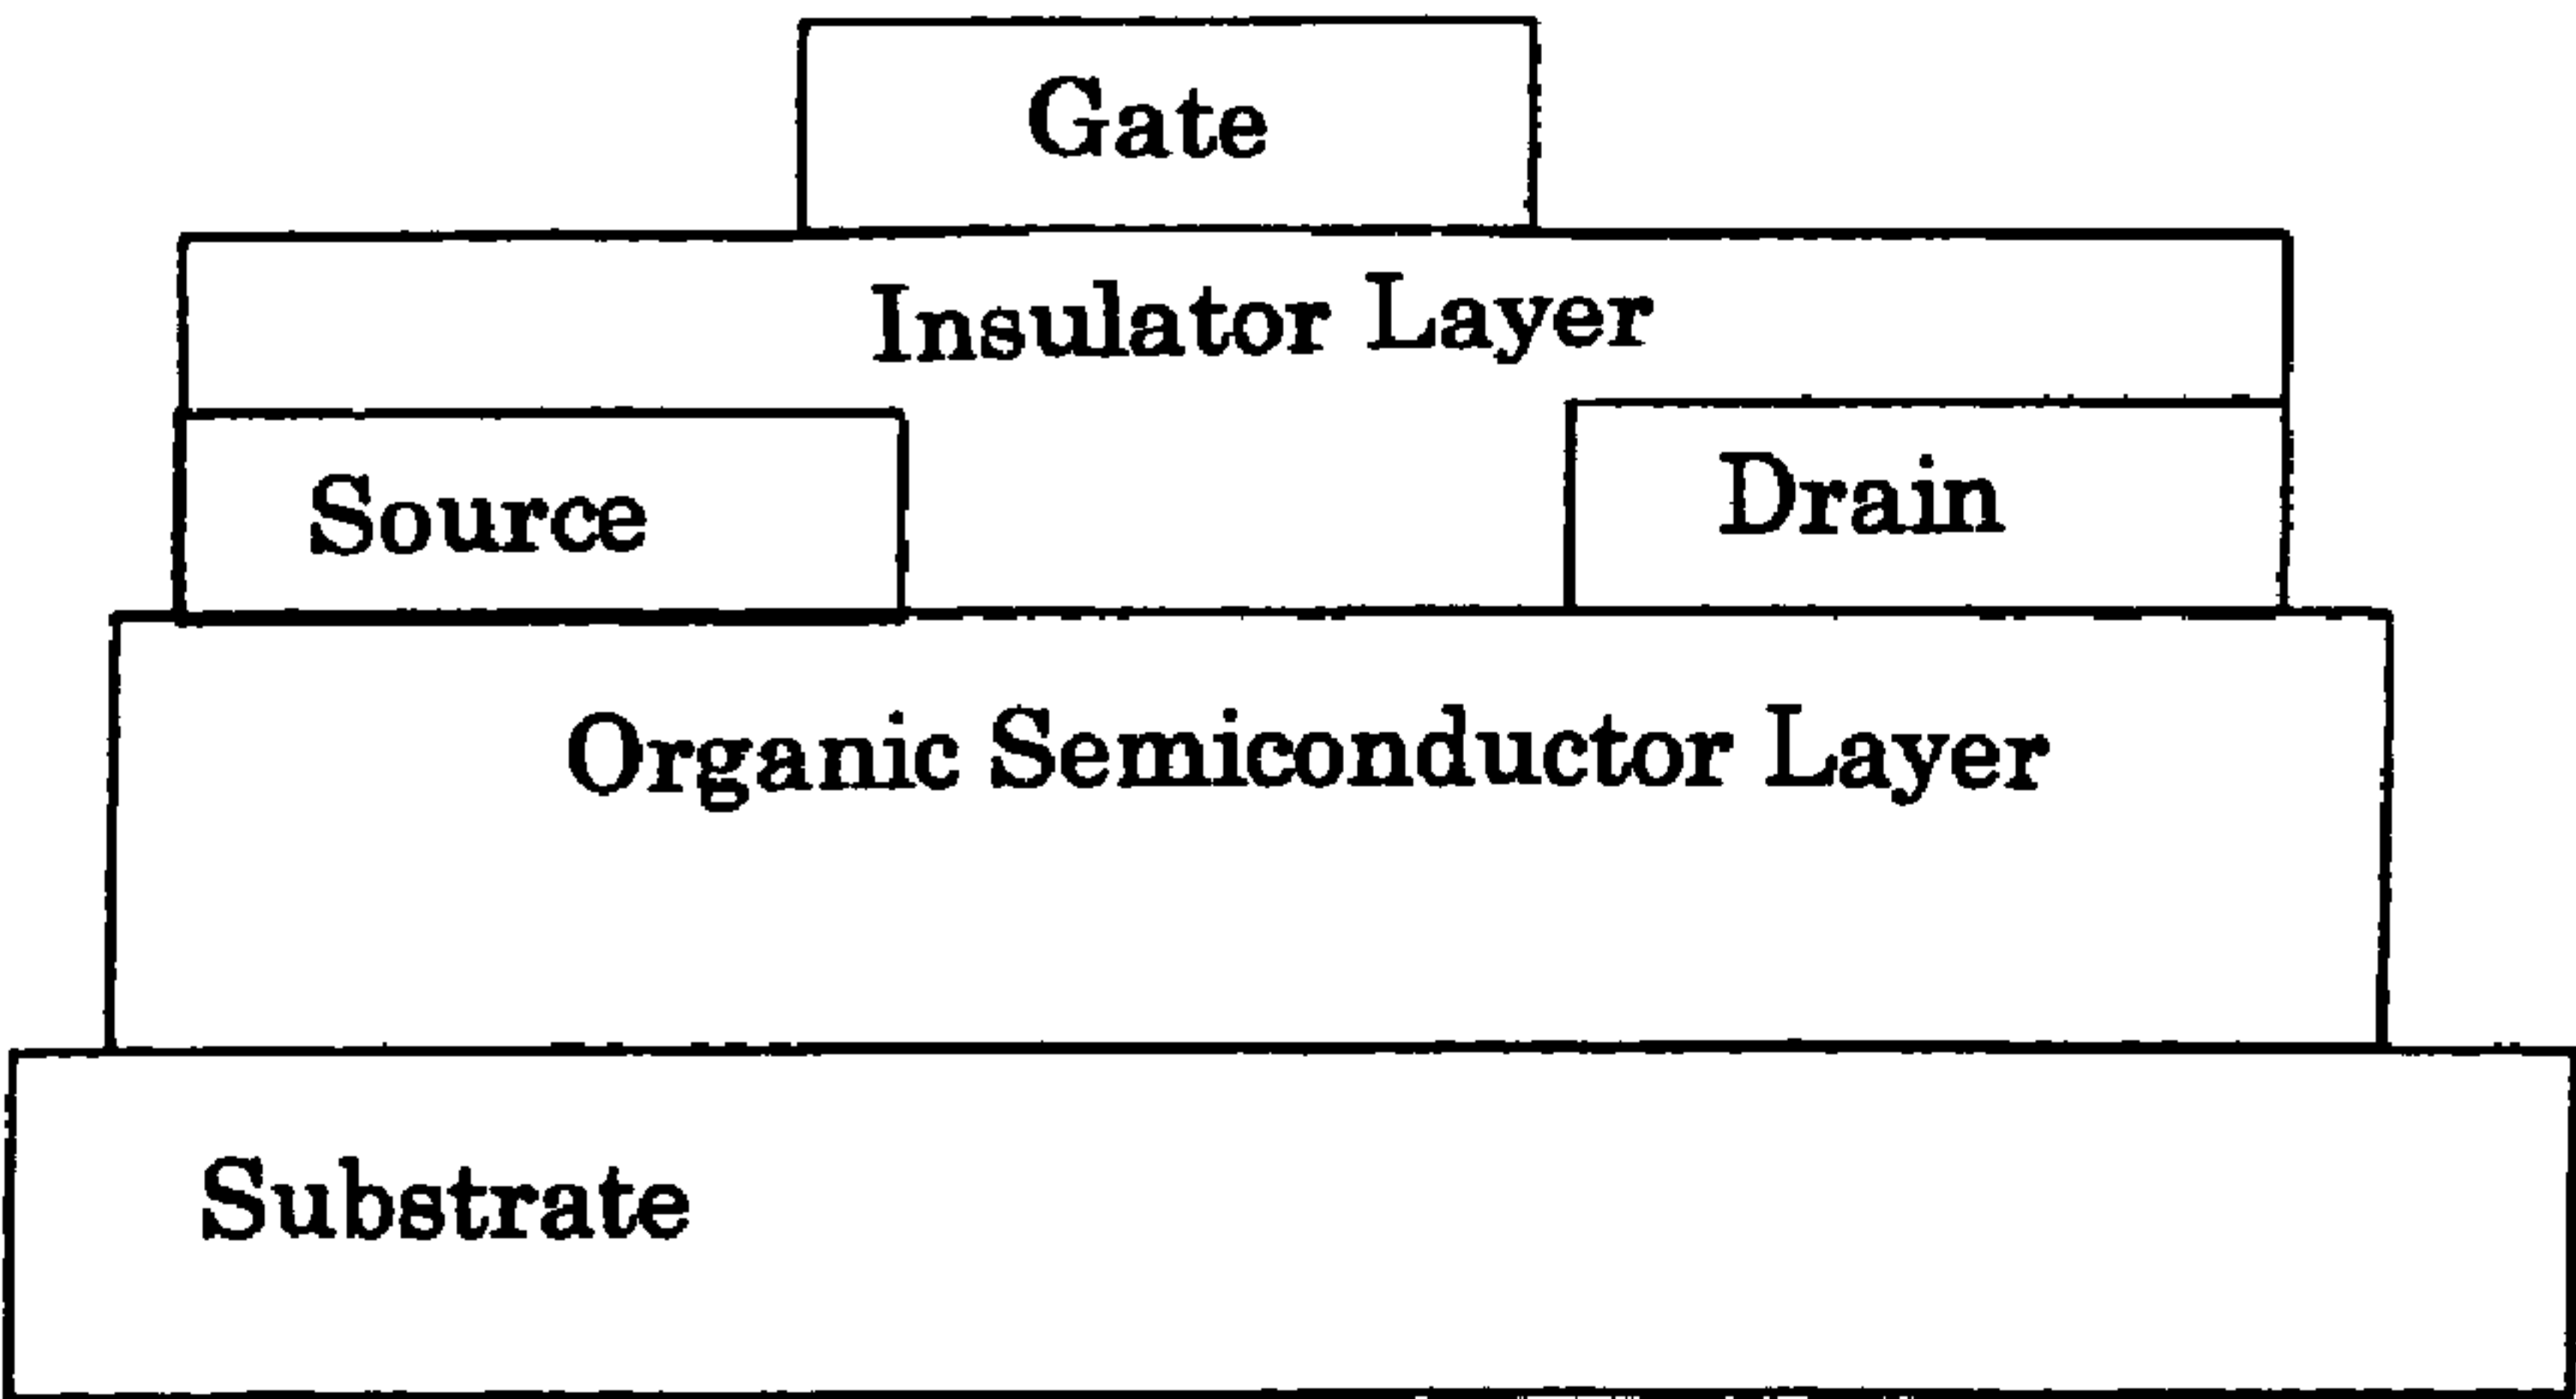 Gate
Insulator Layer
Source
Drain
Organic Semiconductor Layer
Substrate